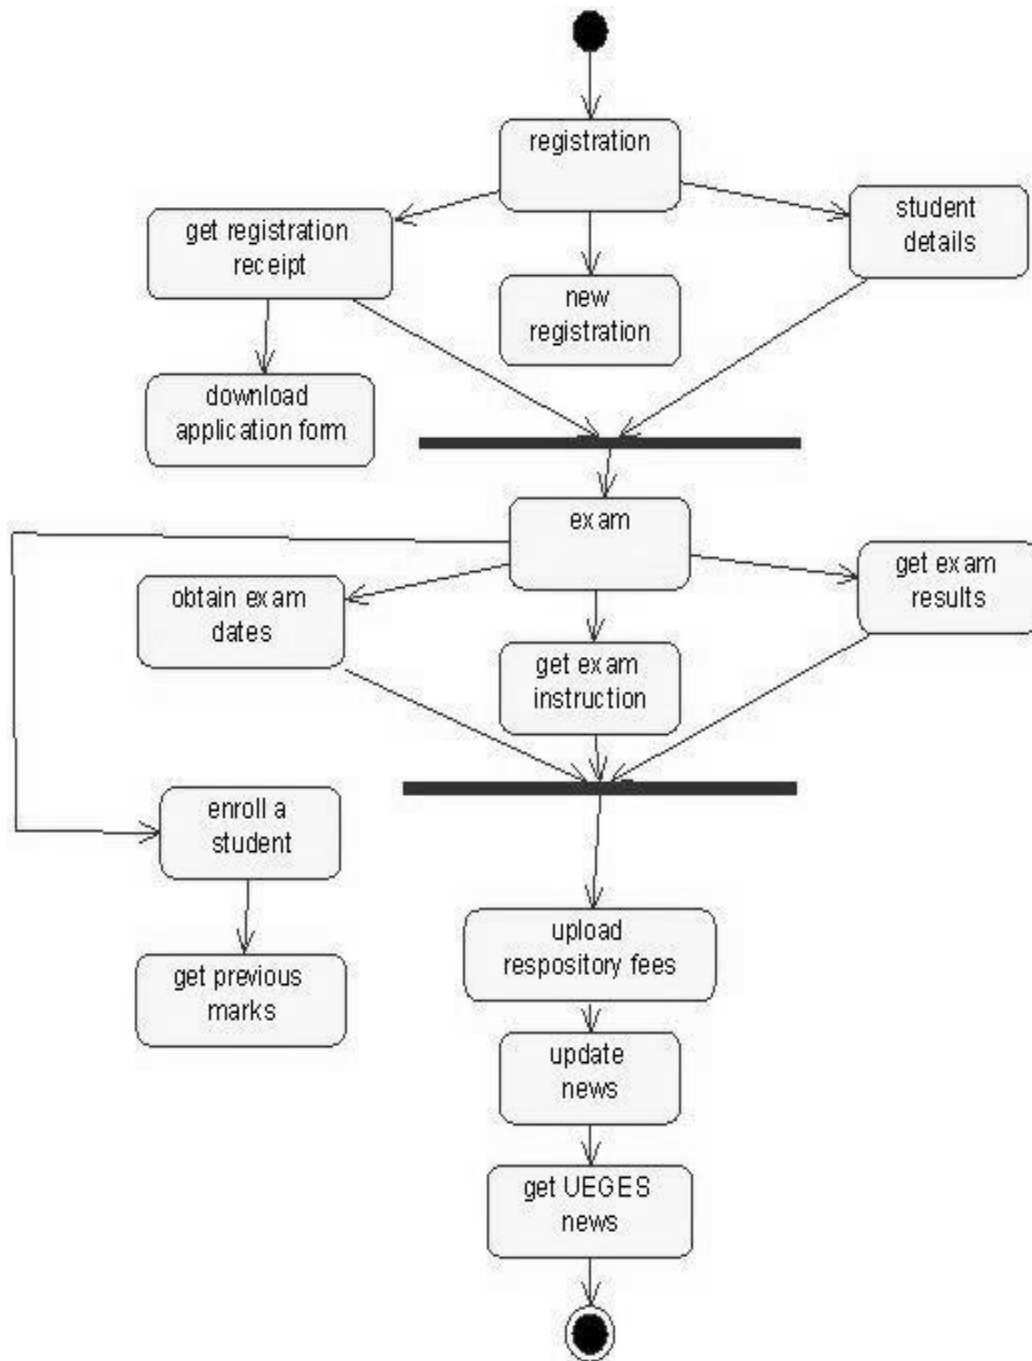 registration
get registration
receipt
student
details
new
registration
download
application form
exam
get exam
results
obtain exam
dates
get exam
instruction
enroll a
student
get previous
marks
upload
respository fees
update
news
get UEGES
news